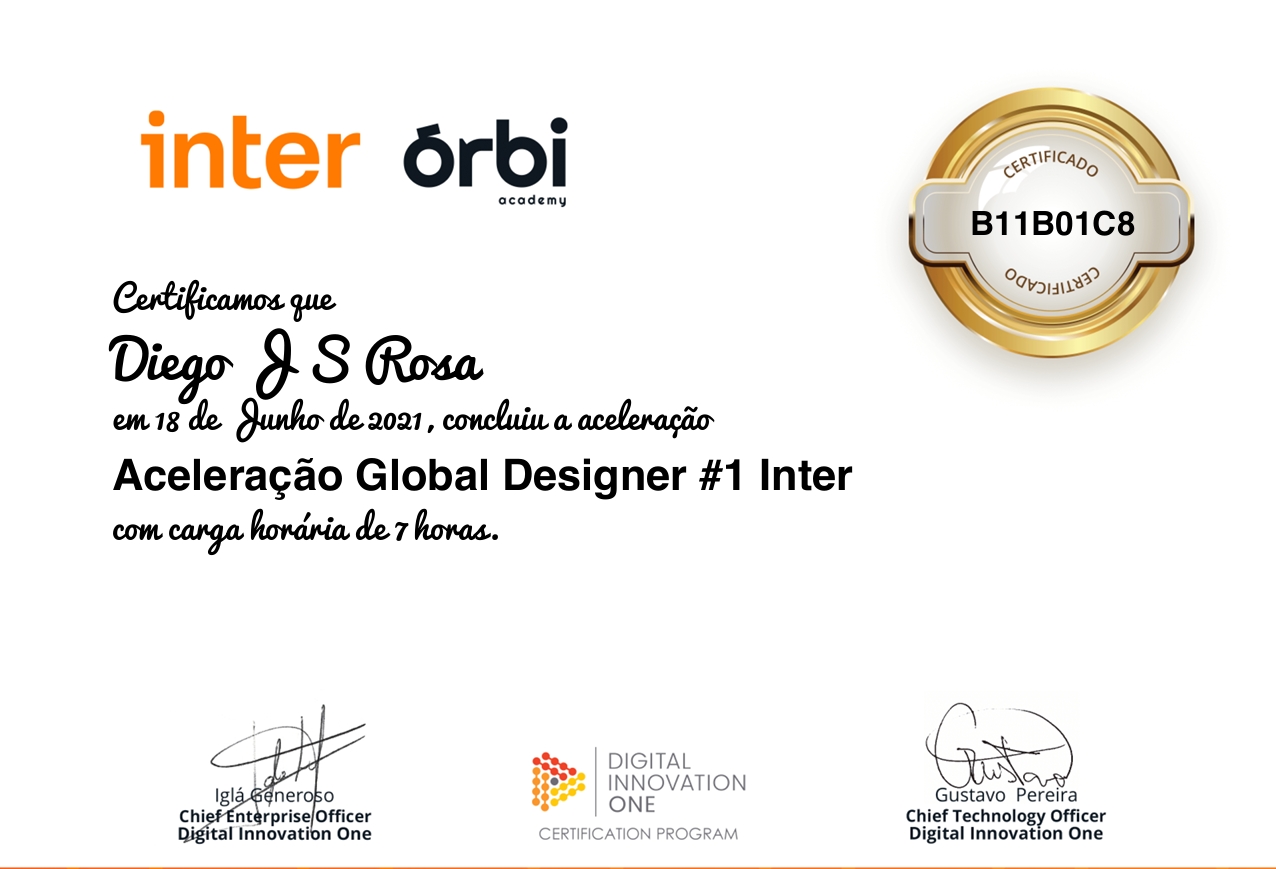 inter órbi
academy
CERTIFICADO
B11B01C8
CERTIFICADO
Certificamos que
Diego J S Rosa
em 18 de Junho de 2021, concluiu a aceleração
Aceleração Global Designer #1 Inter
com carga horária de 7 horas.
Iglá Generoso
Chief Enterprise Officer
Digital Innovation One
DIGITAL
INNOVATION
ONE
CERTIFICATION PROGRAM
Gustavo
Gustavo Pereira
Chief Technology Officer
Digital Innovation One